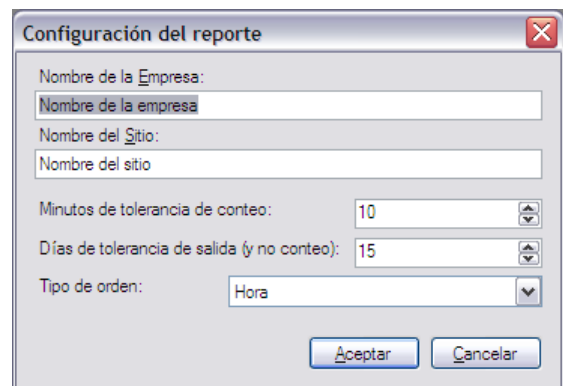 Configuración del reporte
Nombre de la Empresa:
Nombre de la empresa
Nombre del Sitio:
Nombre del sitio
Minutos de tolerancia de conteo: 10
Días de tolerancia de salida (y no conteo): 15
Tipo de orden: Hora
Aceptar Cancelar